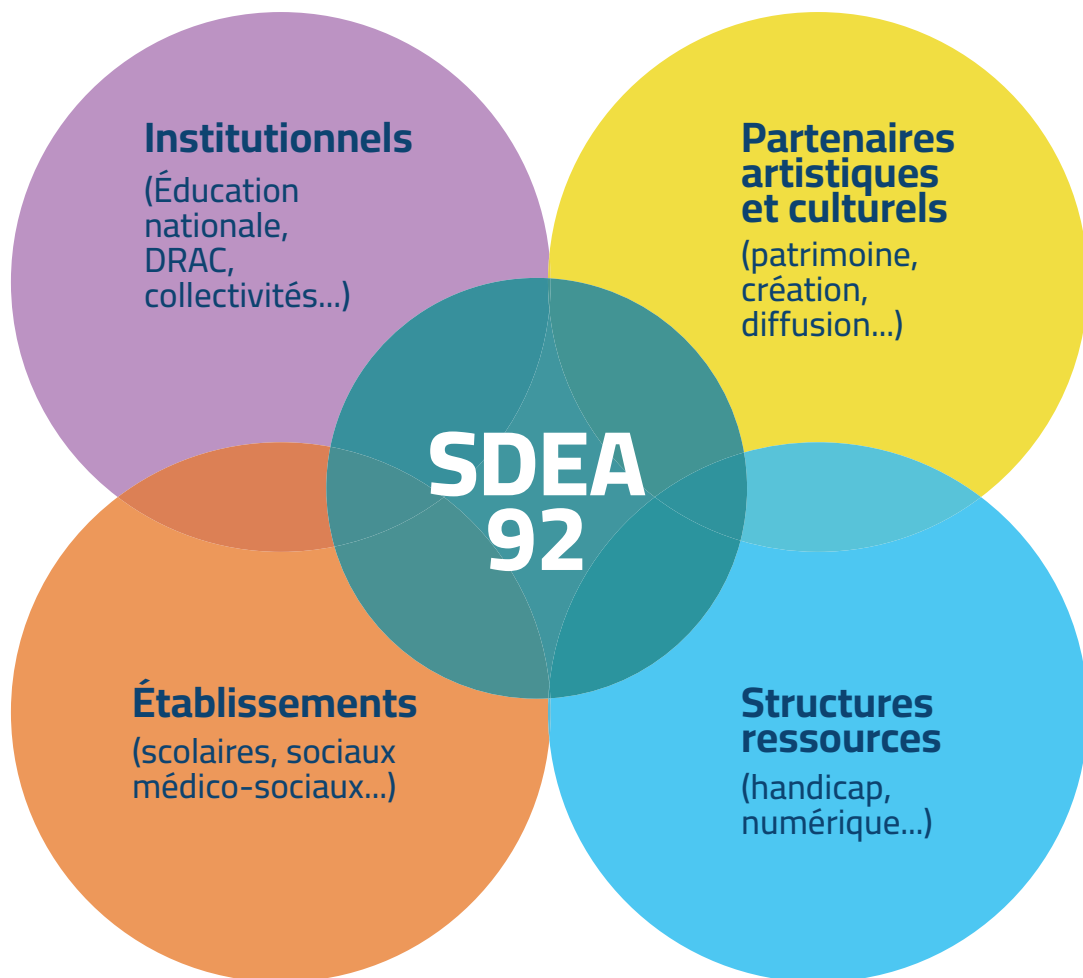 Institutionnels
(Éducation
nationale,
DRAC,
collectivités...)
Partenaires
artistiques
et culturels
(patrimoine,
création,
diffusion...)
SDEA
92
Établissements
(scolaires, sociaux
médico-sociaux...)
Structures
ressources
(handicap,
numérique...)